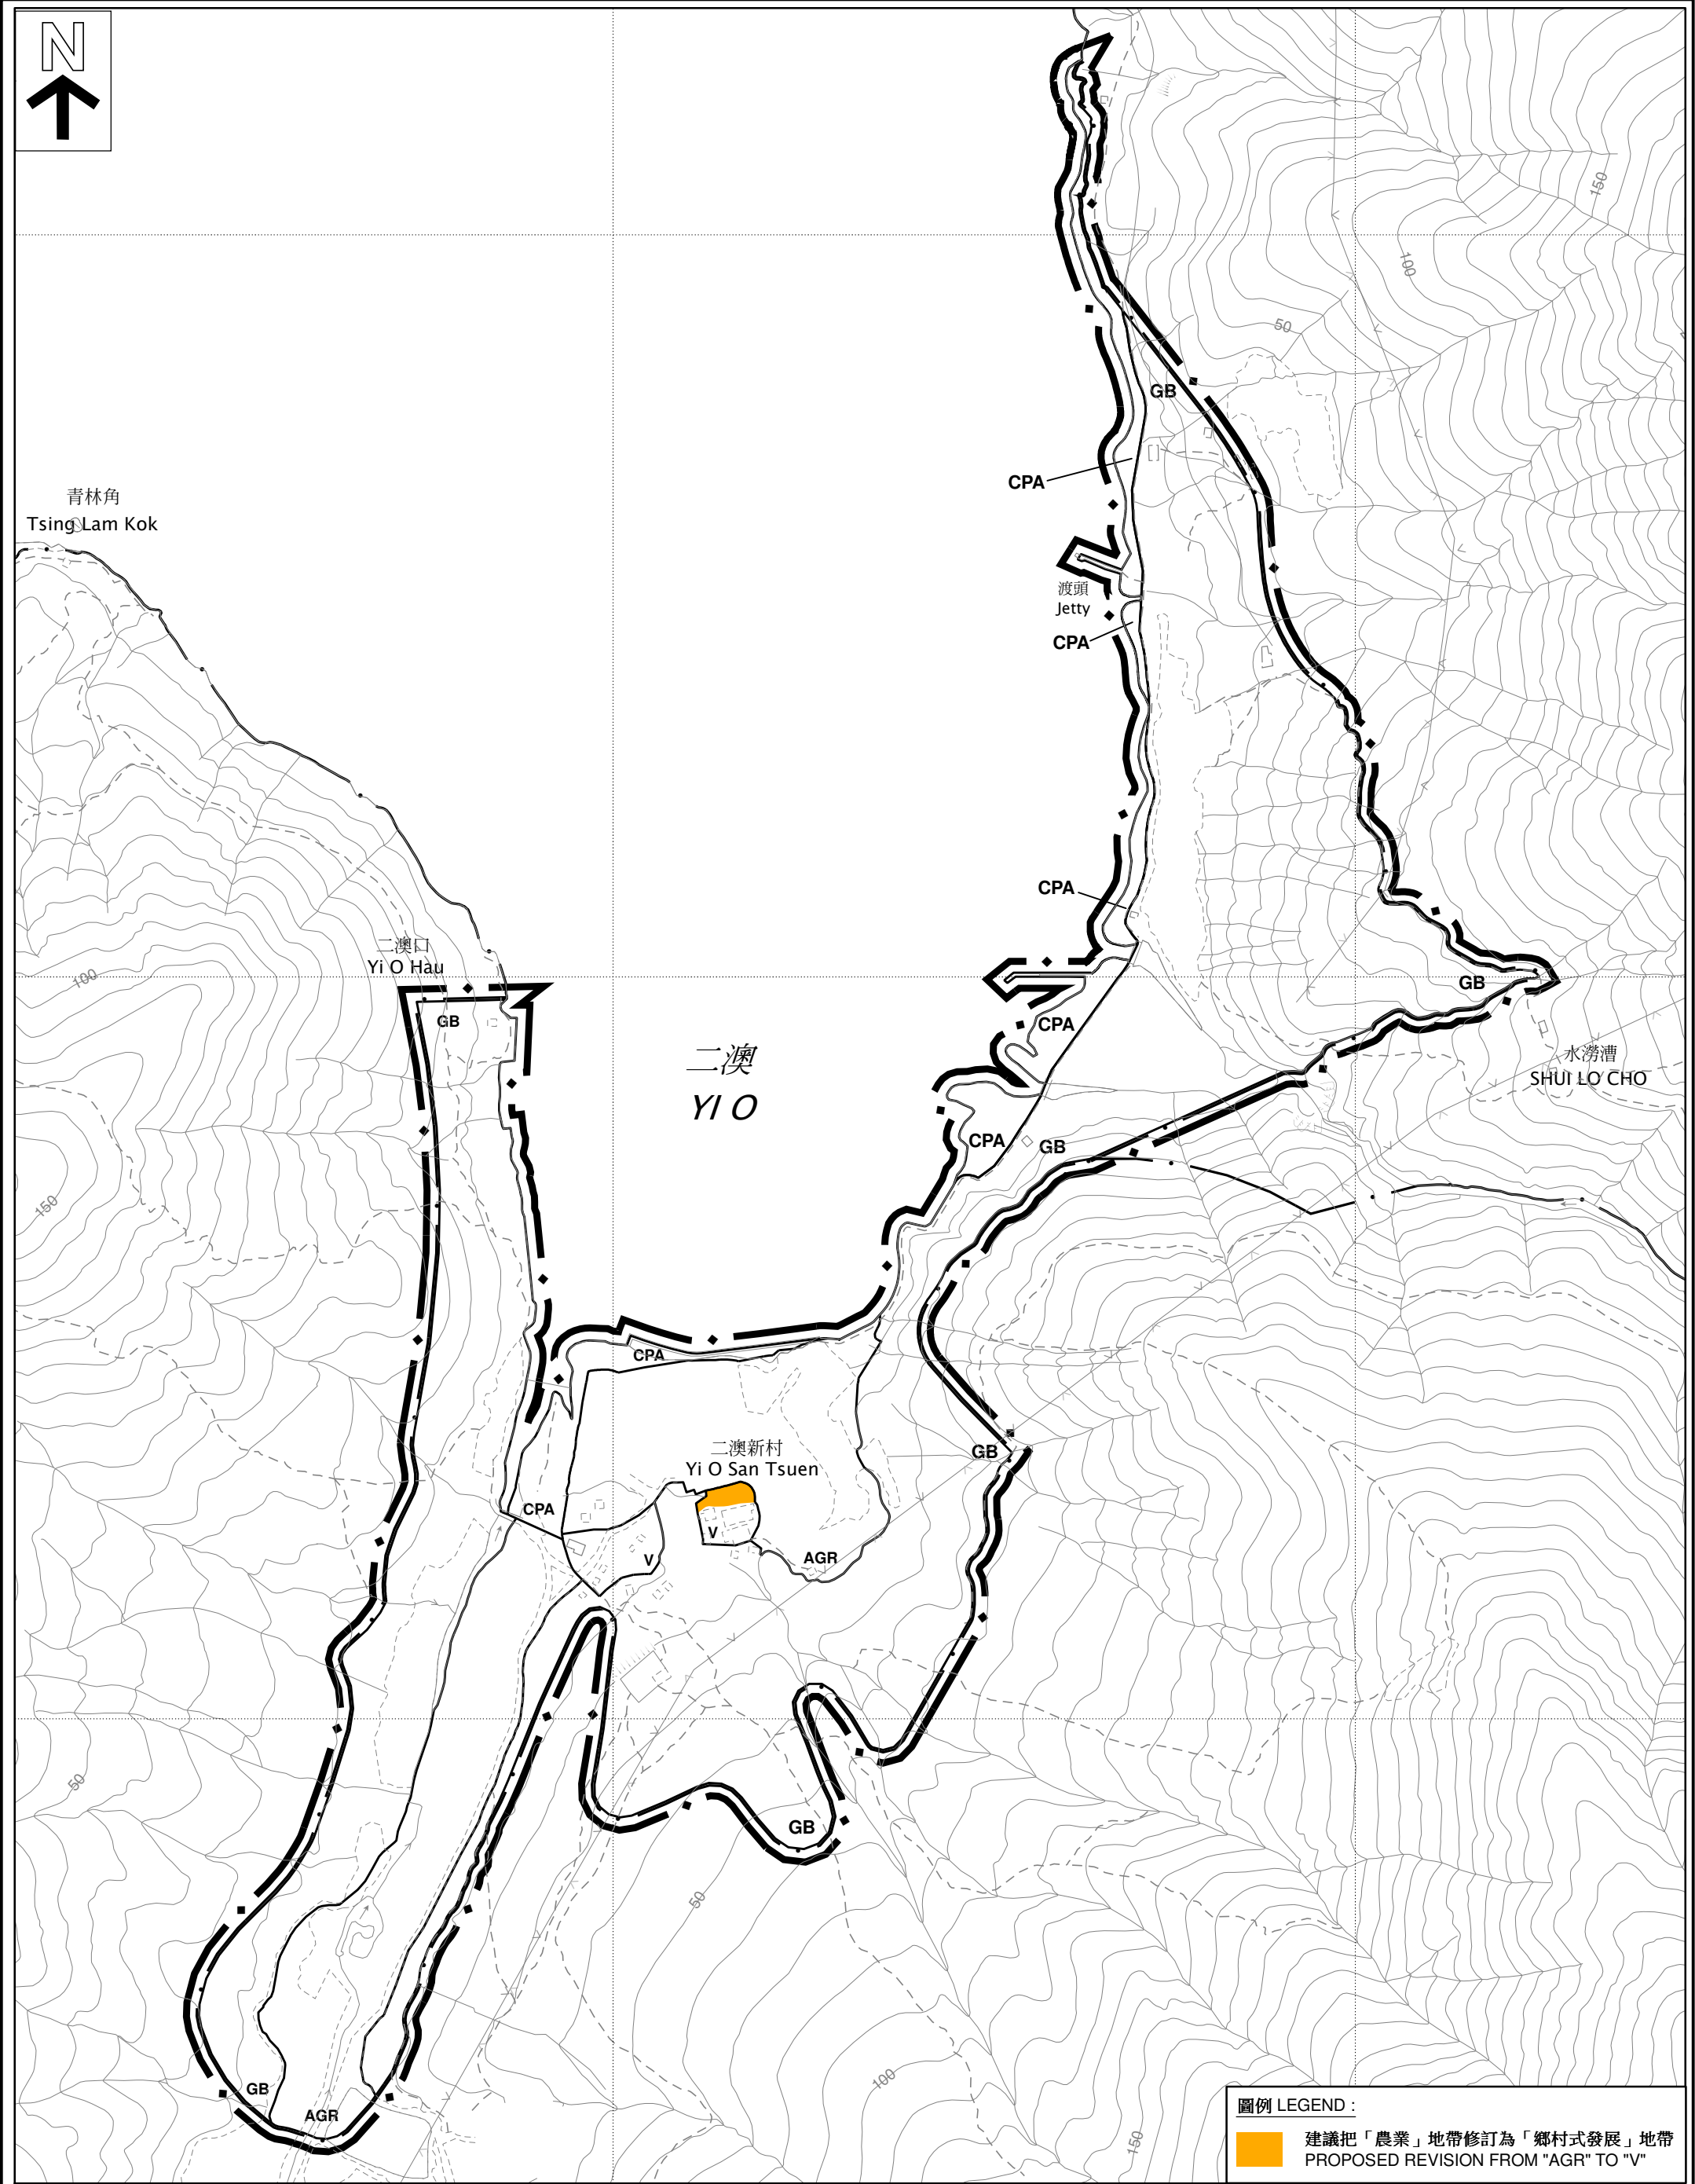 N
150
100
50
GB
CPA
青林角
Tsing Lam Kok
渡頭
Jetty
CPA
CPA
二澳口
Yi O Hau
100
GB
GB
CPA
二澳
YI O
水澇漕
SHUI LO CHO
CPA
GB
150
CPA
二澳新村
Yi O San Tsuen
GB
CPA
V
V
AGR
50
GB
50
100
GB
AGR
150
圖例 LEGEND :
建議把「農業」地帶修訂為「鄉村式發展」地帶
PROPOSED REVISION FROM "AGR" TO "V"